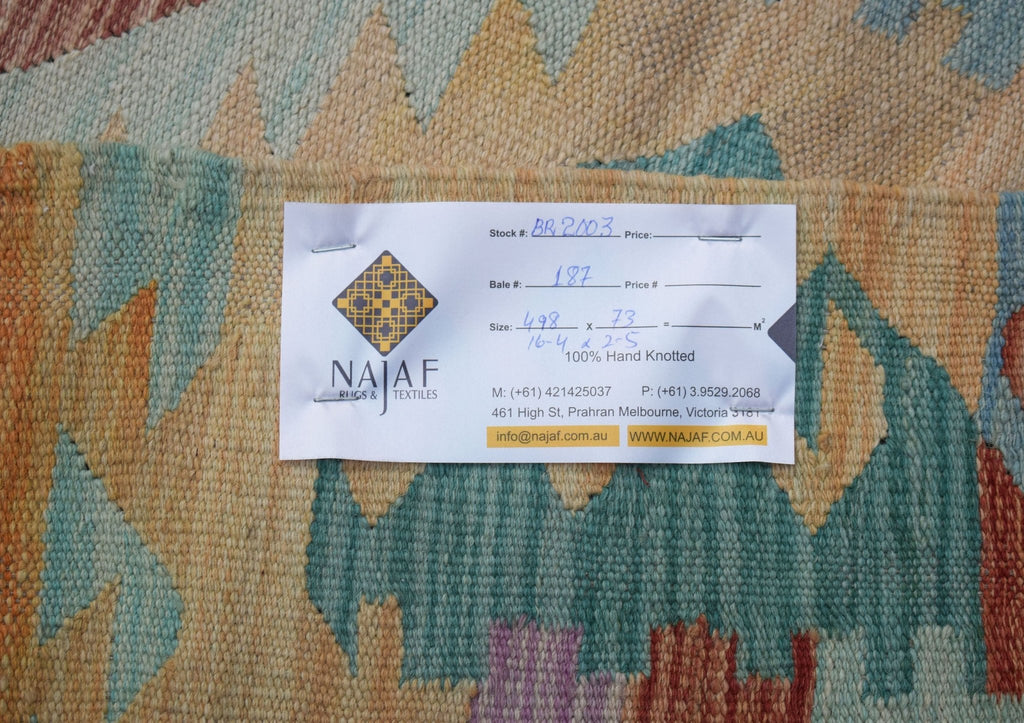 Stock #: BR2003 Price:
Bale #: 187 Price #
Size: 498 x 73 = M²
16-4 x 2-5
100% Hand Knotted
NAJAF
RUGS & TEXTILES
M: (+61) 421425037 P: (+61) 3.9529.2068
461 High St, Prahran Melbourne, Victoria 3181
info@najaf.com.au WWW.NAJAF.COM.AU